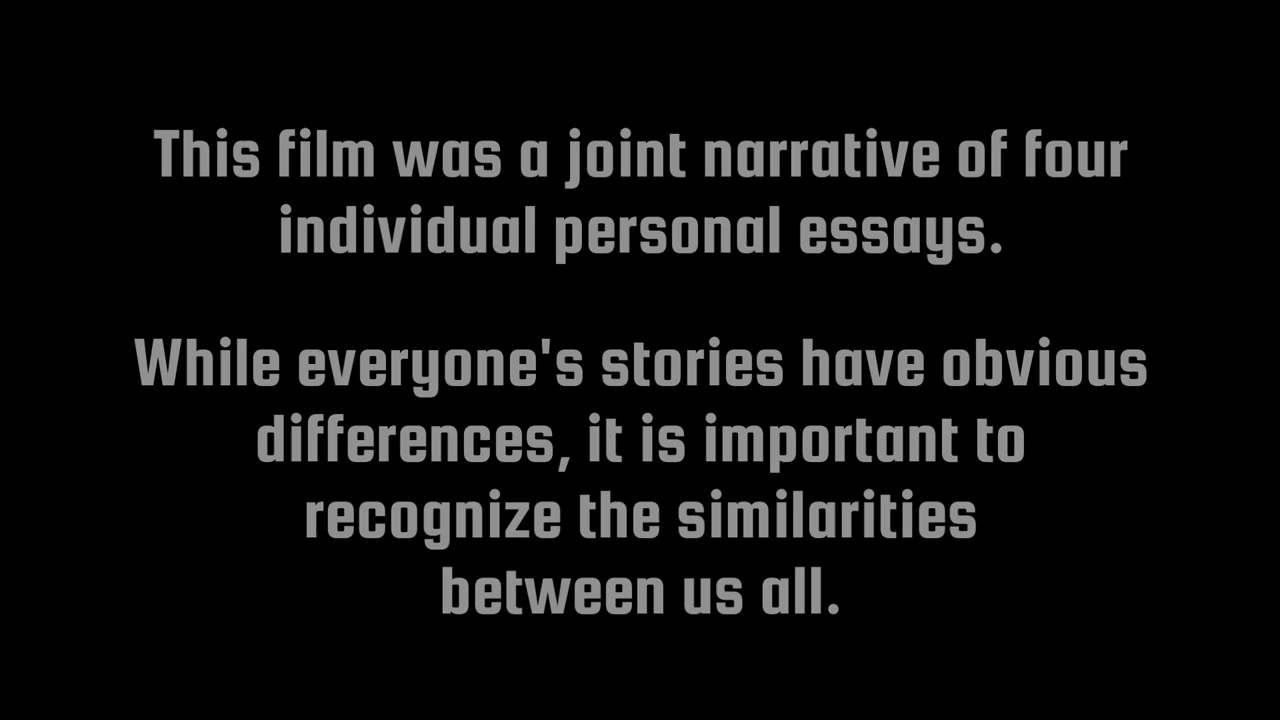 This film was a joint narrative of four
individual personal essays.
While everyone's stories have obvious
differences, it is important to
recognize the similarities
between us all.